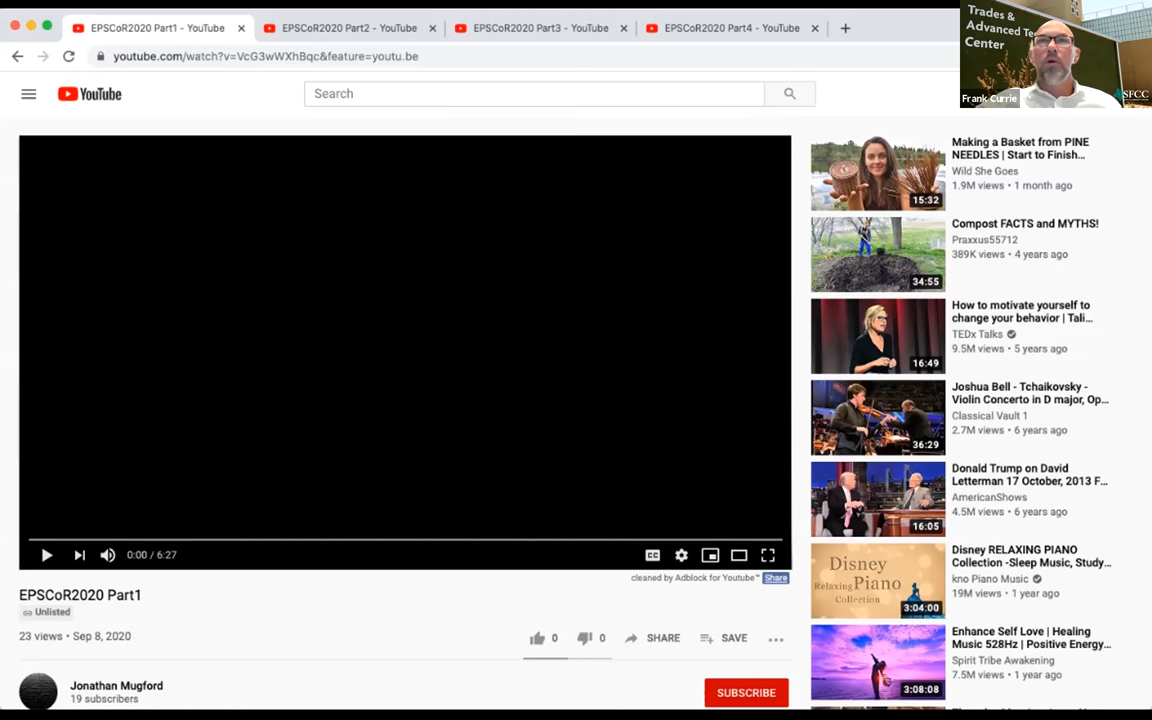 EPSCoR2020 Part1 - YouTube
EPSCoR2020 Part2 - YouTube
EPSCoR2020 Part3 - YouTube
EPSCoR2020 Part4 - YouTube
youtube.com/watch?v=VcG3wWXhBqc&feature=youtu.be
Trades &
Advanced Te
Center
Frank Currie
SFCC
YouTube
Search
0:00 / 6:27
CC
cleaned by Adblock for Youtube™ Share
EPSCoR2020 Part1
Unlisted
23 views • Sep 8, 2020
0
0
SHARE
SAVE
Jonathan Mugford
19 subscribers
SUBSCRIBE
15:32
Making a Basket from PINE
NEEDLES | Start to Finish...
Wild She Goes
1.9M views • 1 month ago
34:55
Compost FACTS and MYTHS!
Praxxus55712
389K views • 4 years ago
16:49
How to motivate yourself to
change your behavior | Tali...
TEDx Talks
9.5M views • 5 years ago
36:29
Joshua Bell - Tchaikovsky -
Violin Concerto in D major, Op...
Classical Vault 1
2.7M views • 6 years ago
16:05
Donald Trump on David
Letterman 17 October, 2013 F...
AmericanShows
4.5M views • 6 years ago
Disney
Relaxing Piano
Collection
3:04:00
Disney RELAXING PIANO
Collection -Sleep Music, Study...
kno Piano Music
19M views • 1 year ago
3:08:08
Enhance Self Love | Healing
Music 528Hz | Positive Energy...
Spirit Tribe Awakening
7.5M views • 1 year ago